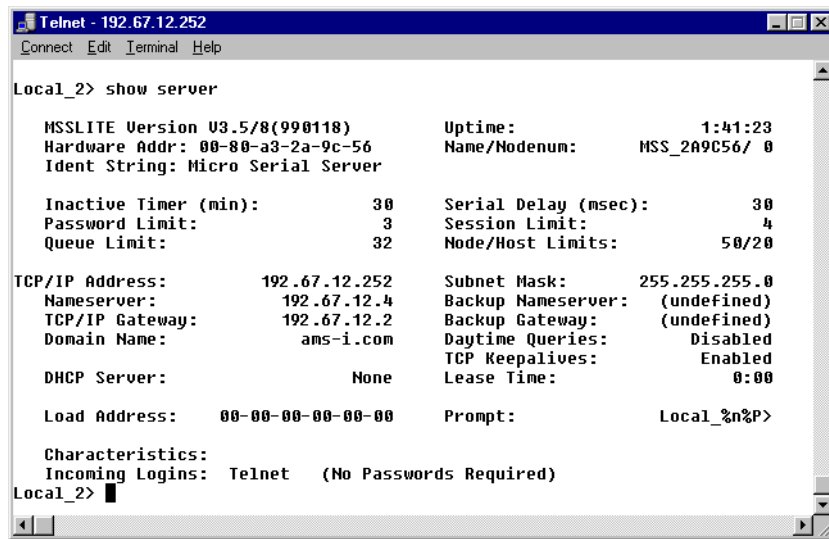 Telnet - 192.67.12.252
Connect Edit Terminal Help
Local_2> show server
MSSLITE Version V3.5/8(990118) Uptime: 1:41:23
Hardware Addr: 00-80-a3-2a-9c-56 Name/Nodenum: MSS_2A9C56/ 0
Ident String: Micro Serial Server
Inactive Timer (min): 30 Serial Delay (msec): 30
Password Limit: 3 Session Limit: 4
Queue Limit: 32 Node/Host Limits: 50/20
TCP/IP Address: 192.67.12.252 Subnet Mask: 255.255.255.0
Nameserver: 192.67.12.4 Backup Nameserver: (undefined)
TCP/IP Gateway: 192.67.12.2 Backup Gateway: (undefined)
Domain Name: ams-i.com Daytime Queries: Disabled
TCP Keepalives: Enabled
DHCP Server: None Lease Time: 0:00
Load Address: 00-00-00-00-00-00 Prompt: Local_%n%P>
Characteristics:
Incoming Logins: Telnet (No Passwords Required)
Local_2>